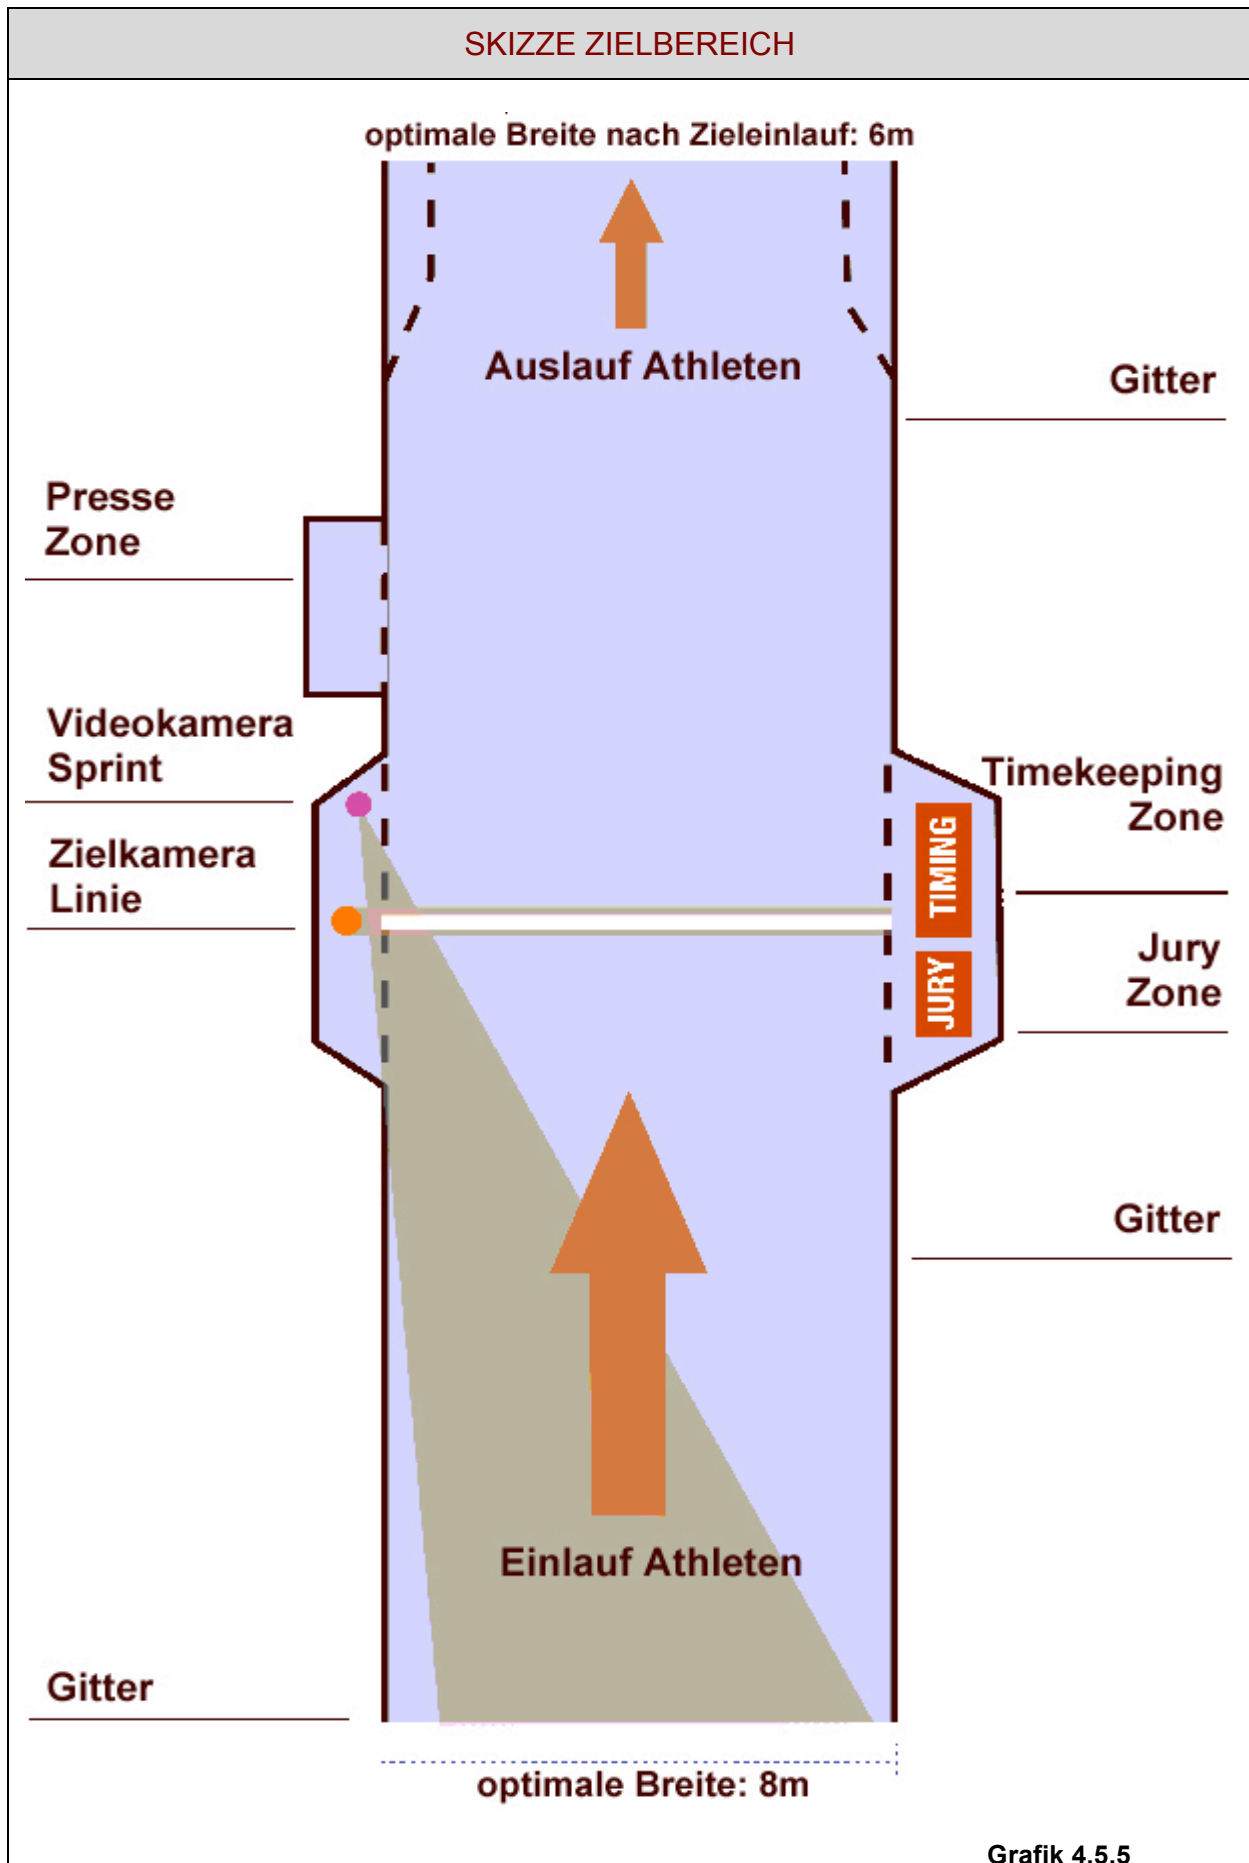 SKIZZE ZIELBEREICH
optimale Breite nach Zieleinlauf: 6m
Auslauf Athleten
Gitter
Presse
Zone
Videokamera
Sprint
Timekeeping
Zone
Zielkamera
Linie
TIMING
JURY
Jury
Zone
Gitter
Einlauf Athleten
Gitter
optimale Breite: 8m
Grafik 4.5.5